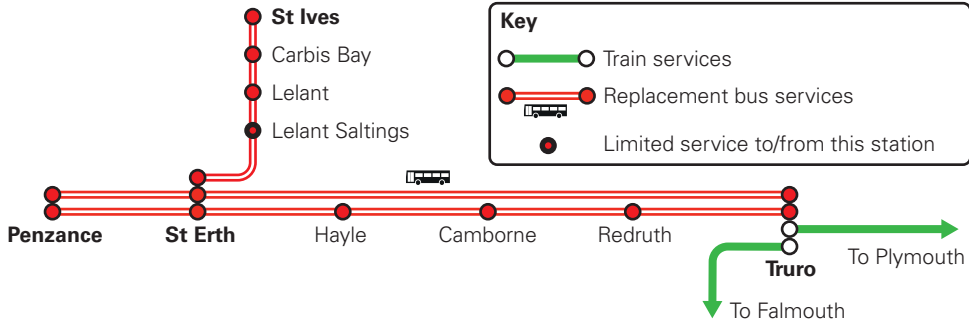 St Ives
Carbis Bay
Lelant
Lelant Saltings
Key
Train services
Replacement bus services
Limited service to/from this station
Penzance
St Erth
Hayle
Camborne
Redruth
Truro
To Plymouth
To Falmouth